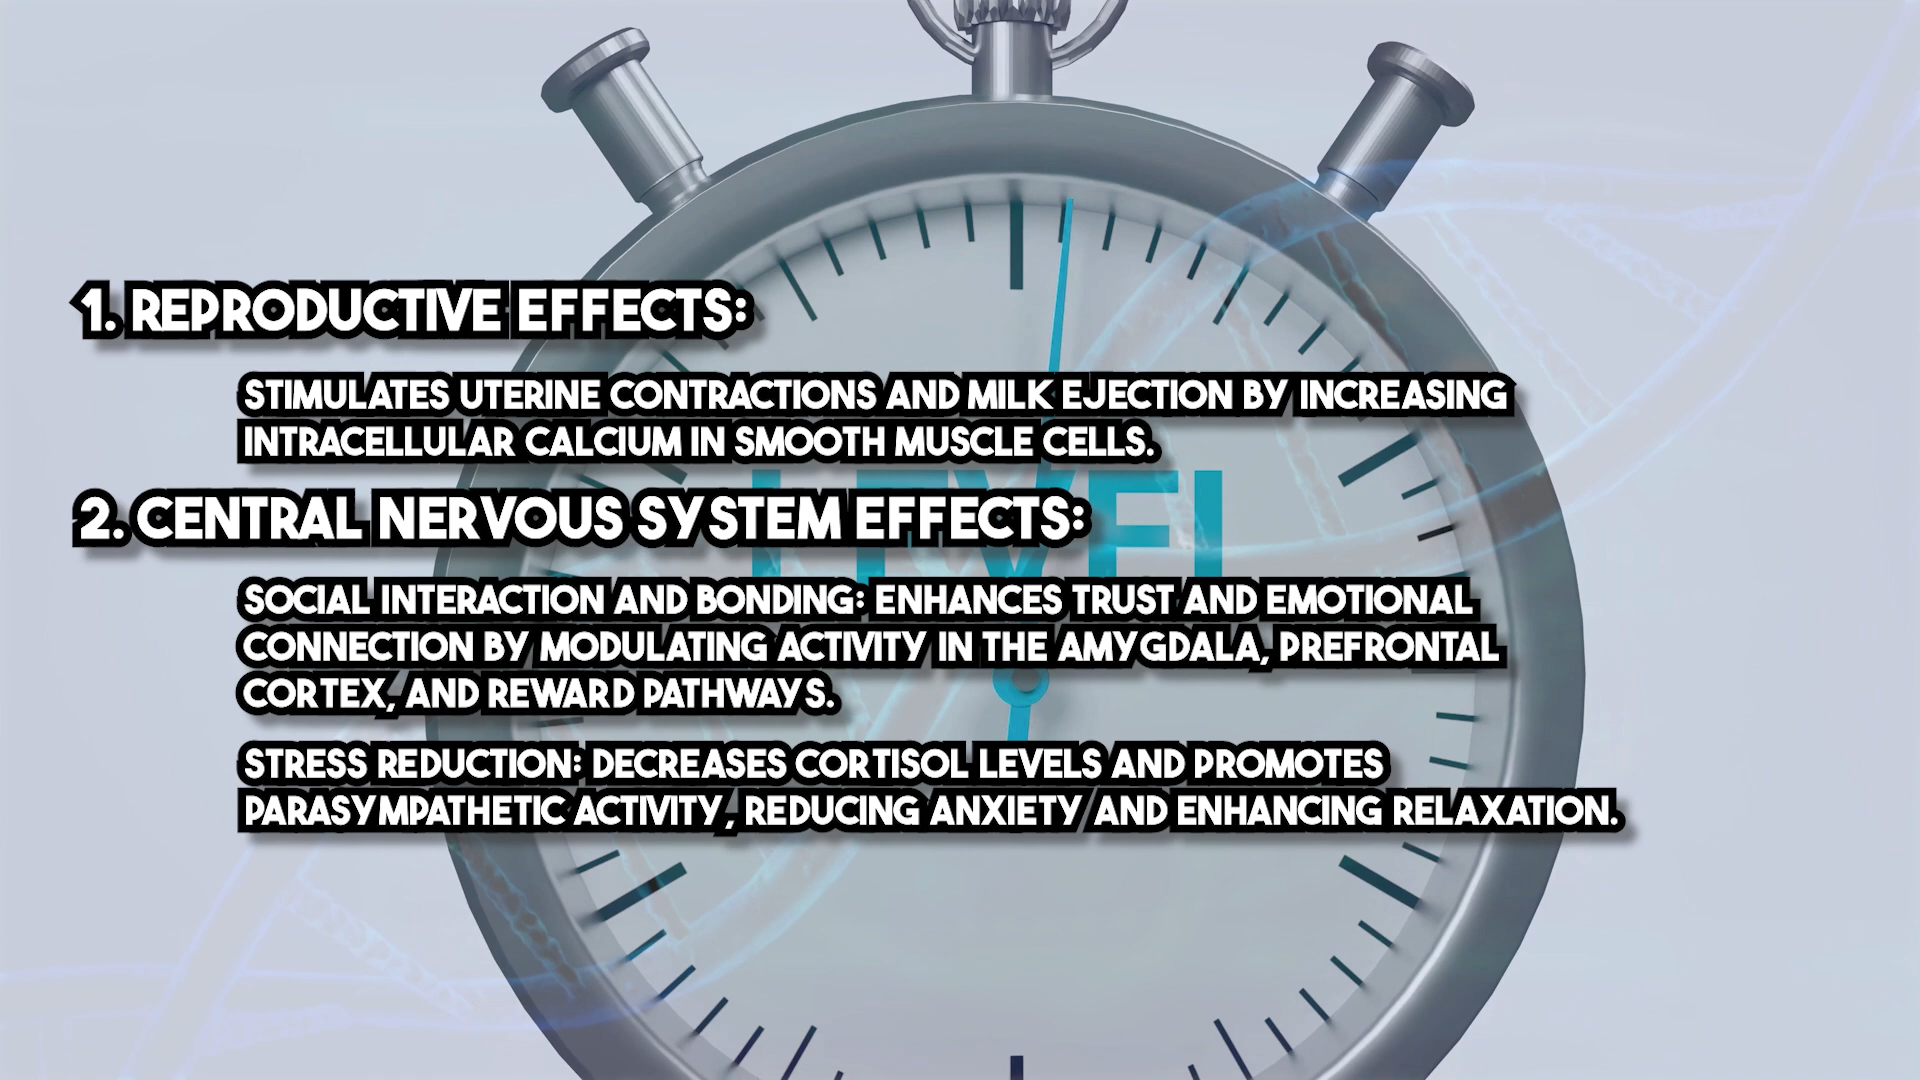 1. REPRODUCTIVE EFFECTS:
STIMULATES UTERINE CONTRACTIONS AND MILK EJECTION BY INCREASING
INTRACELLULAR CALCIUM IN SMOOTH MUSCLE CELLS.
LEVEL
2. CENTRAL NERVOUS SYSTEM EFFECTS:
SOCIAL INTERACTION AND BONDING: ENHANCES TRUST AND EMOTIONAL
CONNECTION BY MODULATING ACTIVITY IN THE AMYGDALA, PREFRONTAL
CORTEX, AND REWARD PATHWAYS.
STRESS REDUCTION: DECREASES CORTISOL LEVELS AND PROMOTES
PARASYMPATHETIC ACTIVITY, REDUCING ANXIETY AND ENHANCING RELAXATION.